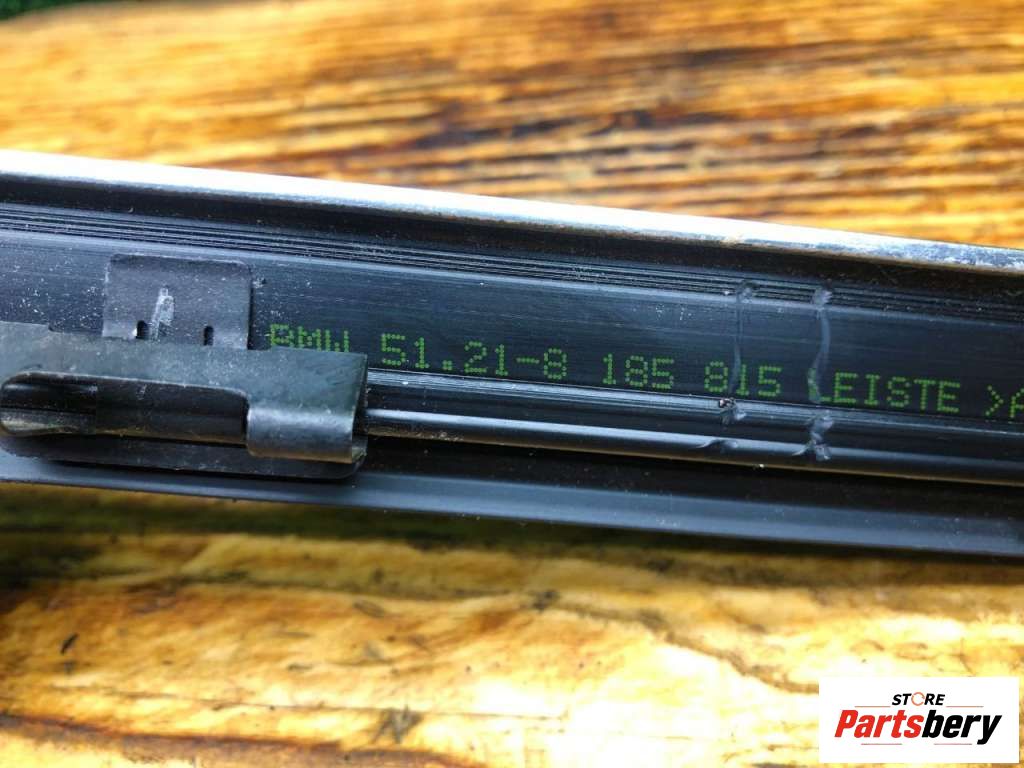 BMW 51.21-8 185 815 LEISTE >A
STORE
Partsbery